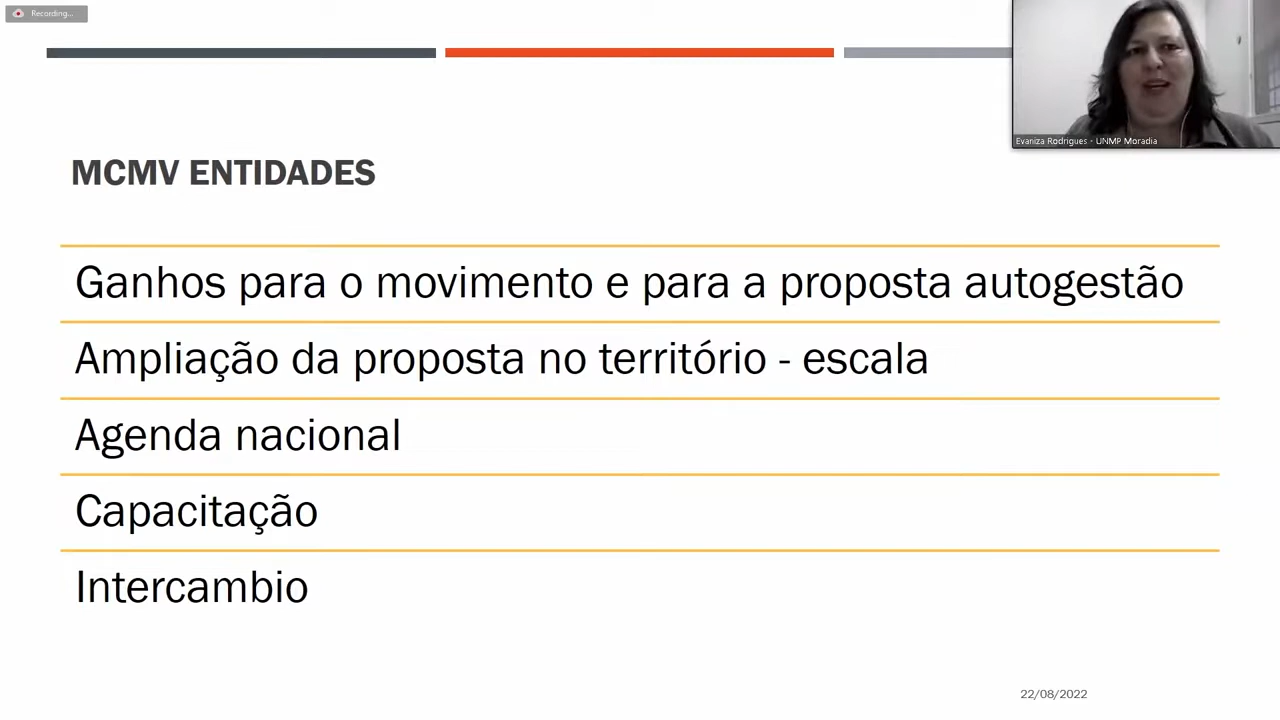 Recording...
Evaniza Rodrigues - UNMP Moradia
MCMV ENTIDADES
Ganhos para o movimento e para a proposta autogestão
Ampliação da proposta no território - escala
Agenda nacional
Capacitação
Intercambio
22/08/2022